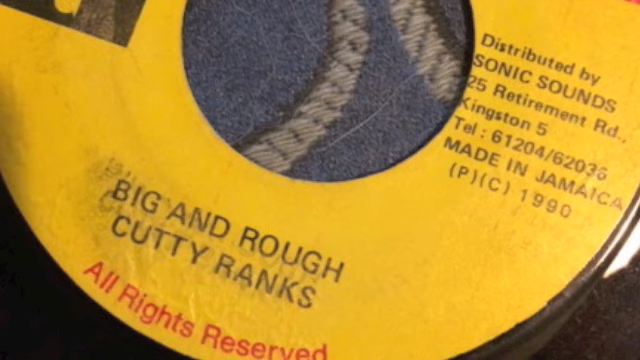 Distributed by
SONIC SOUNDS
25 Retirement Rd.,
Kingston 5
Tel : 61204/62036
MADE IN JAMAICA
(P)(C) 1990
BIG AND ROUGH
CUTTY RANKS
All Rights Reserved